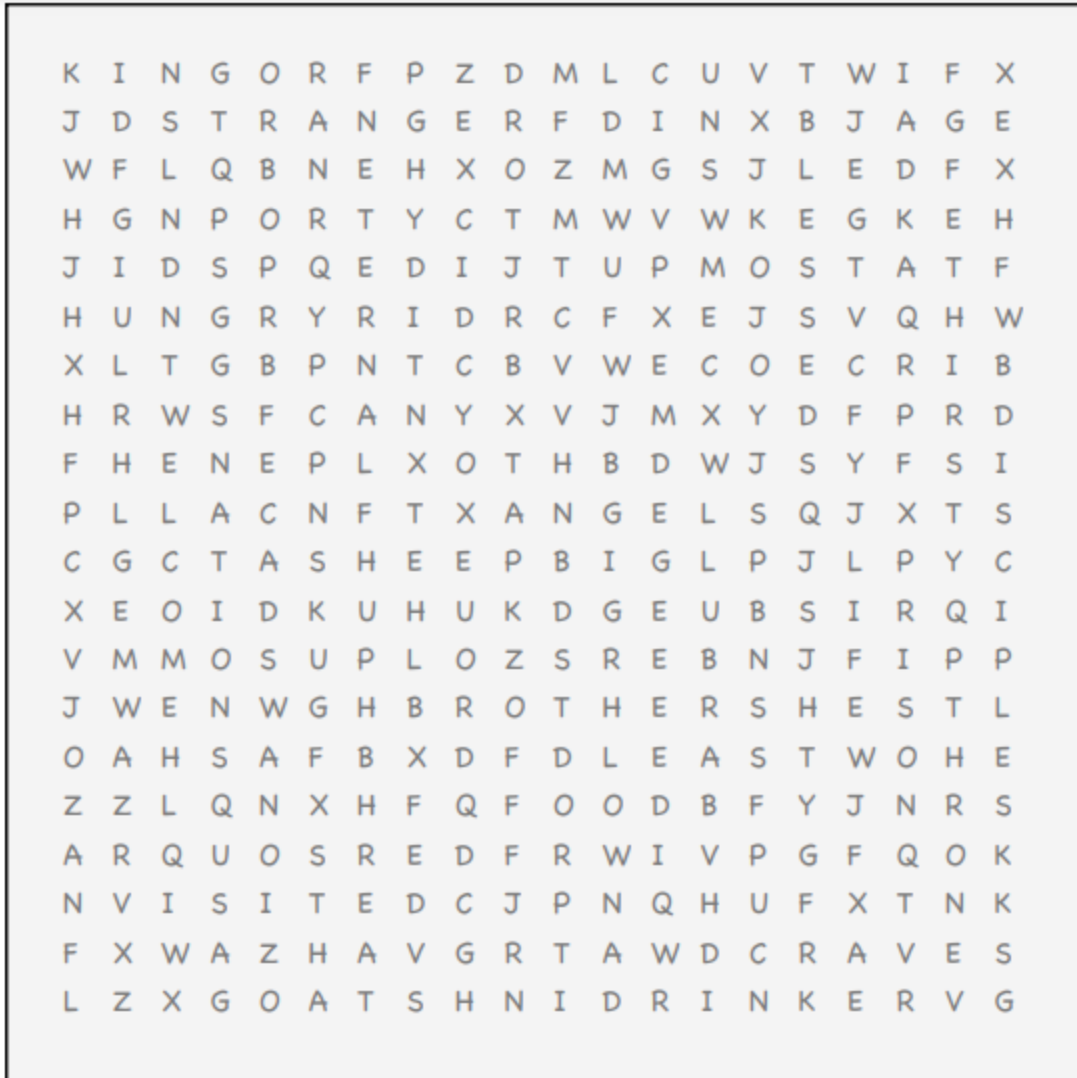 K I N G O R F P Z D M L C U V T W I F X
J D S T R A N G E R F D I N X B J A G E
W F L Q B N E H X O Z M G S J L E D F X
H G N P O R T Y C T M W V W K E G K E H
J I D S P Q E D I J T U P M O S T A T F
H U N G R Y R I D R C F X E J S V Q H W
X L T G B P N T C B V W E C O E C R I B
H R W S F C A N Y X V J M X Y D F P R D
F H E N E P L X O T H B D W J S Y F S I
P L L A C N F T X A N G E L S Q J X T S
C G C T A S H E E P B I G L P J L P Y C
X E O I D K U H U K D G E U B S I R Q I
V M M O S U P L O Z S R E B N J F I P P
J W E N W G H B R O T H E R S H E S T L
O A H S A F B X D F D L E A S T W O H E
Z Z L Q N X H F Q F O O D B F Y J N R S
A R Q U O S R E D F R W I V P G F Q O K
N V I S I T E D C J P N Q H U F X T N K
F X W A Z H A V G R T A W D C R A V E S
L Z X G O A T S H N I D R I N K E R V G